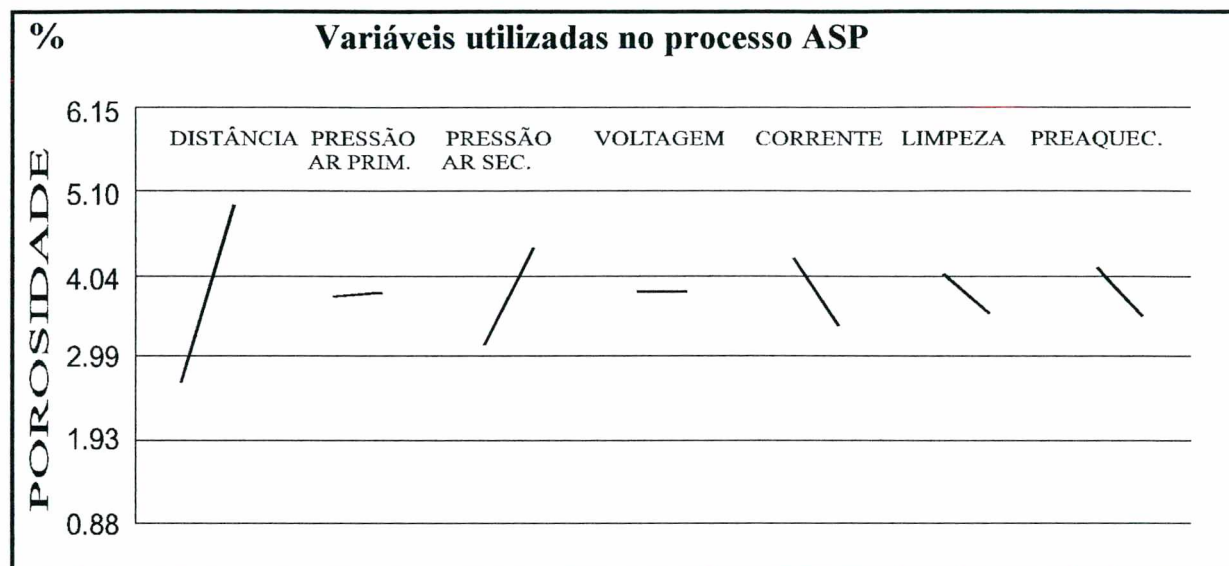 %
Variáveis utilizadas no processo ASP
POROSIDADE
6.15
5.10
4.04
2.99
1.93
0.88
DISTÂNCIA
PRESSÃO
AR PRIM.
PRESSÃO
AR SEC.
VOLTAGEM
CORRENTE
LIMPEZA
PREAQUEC.